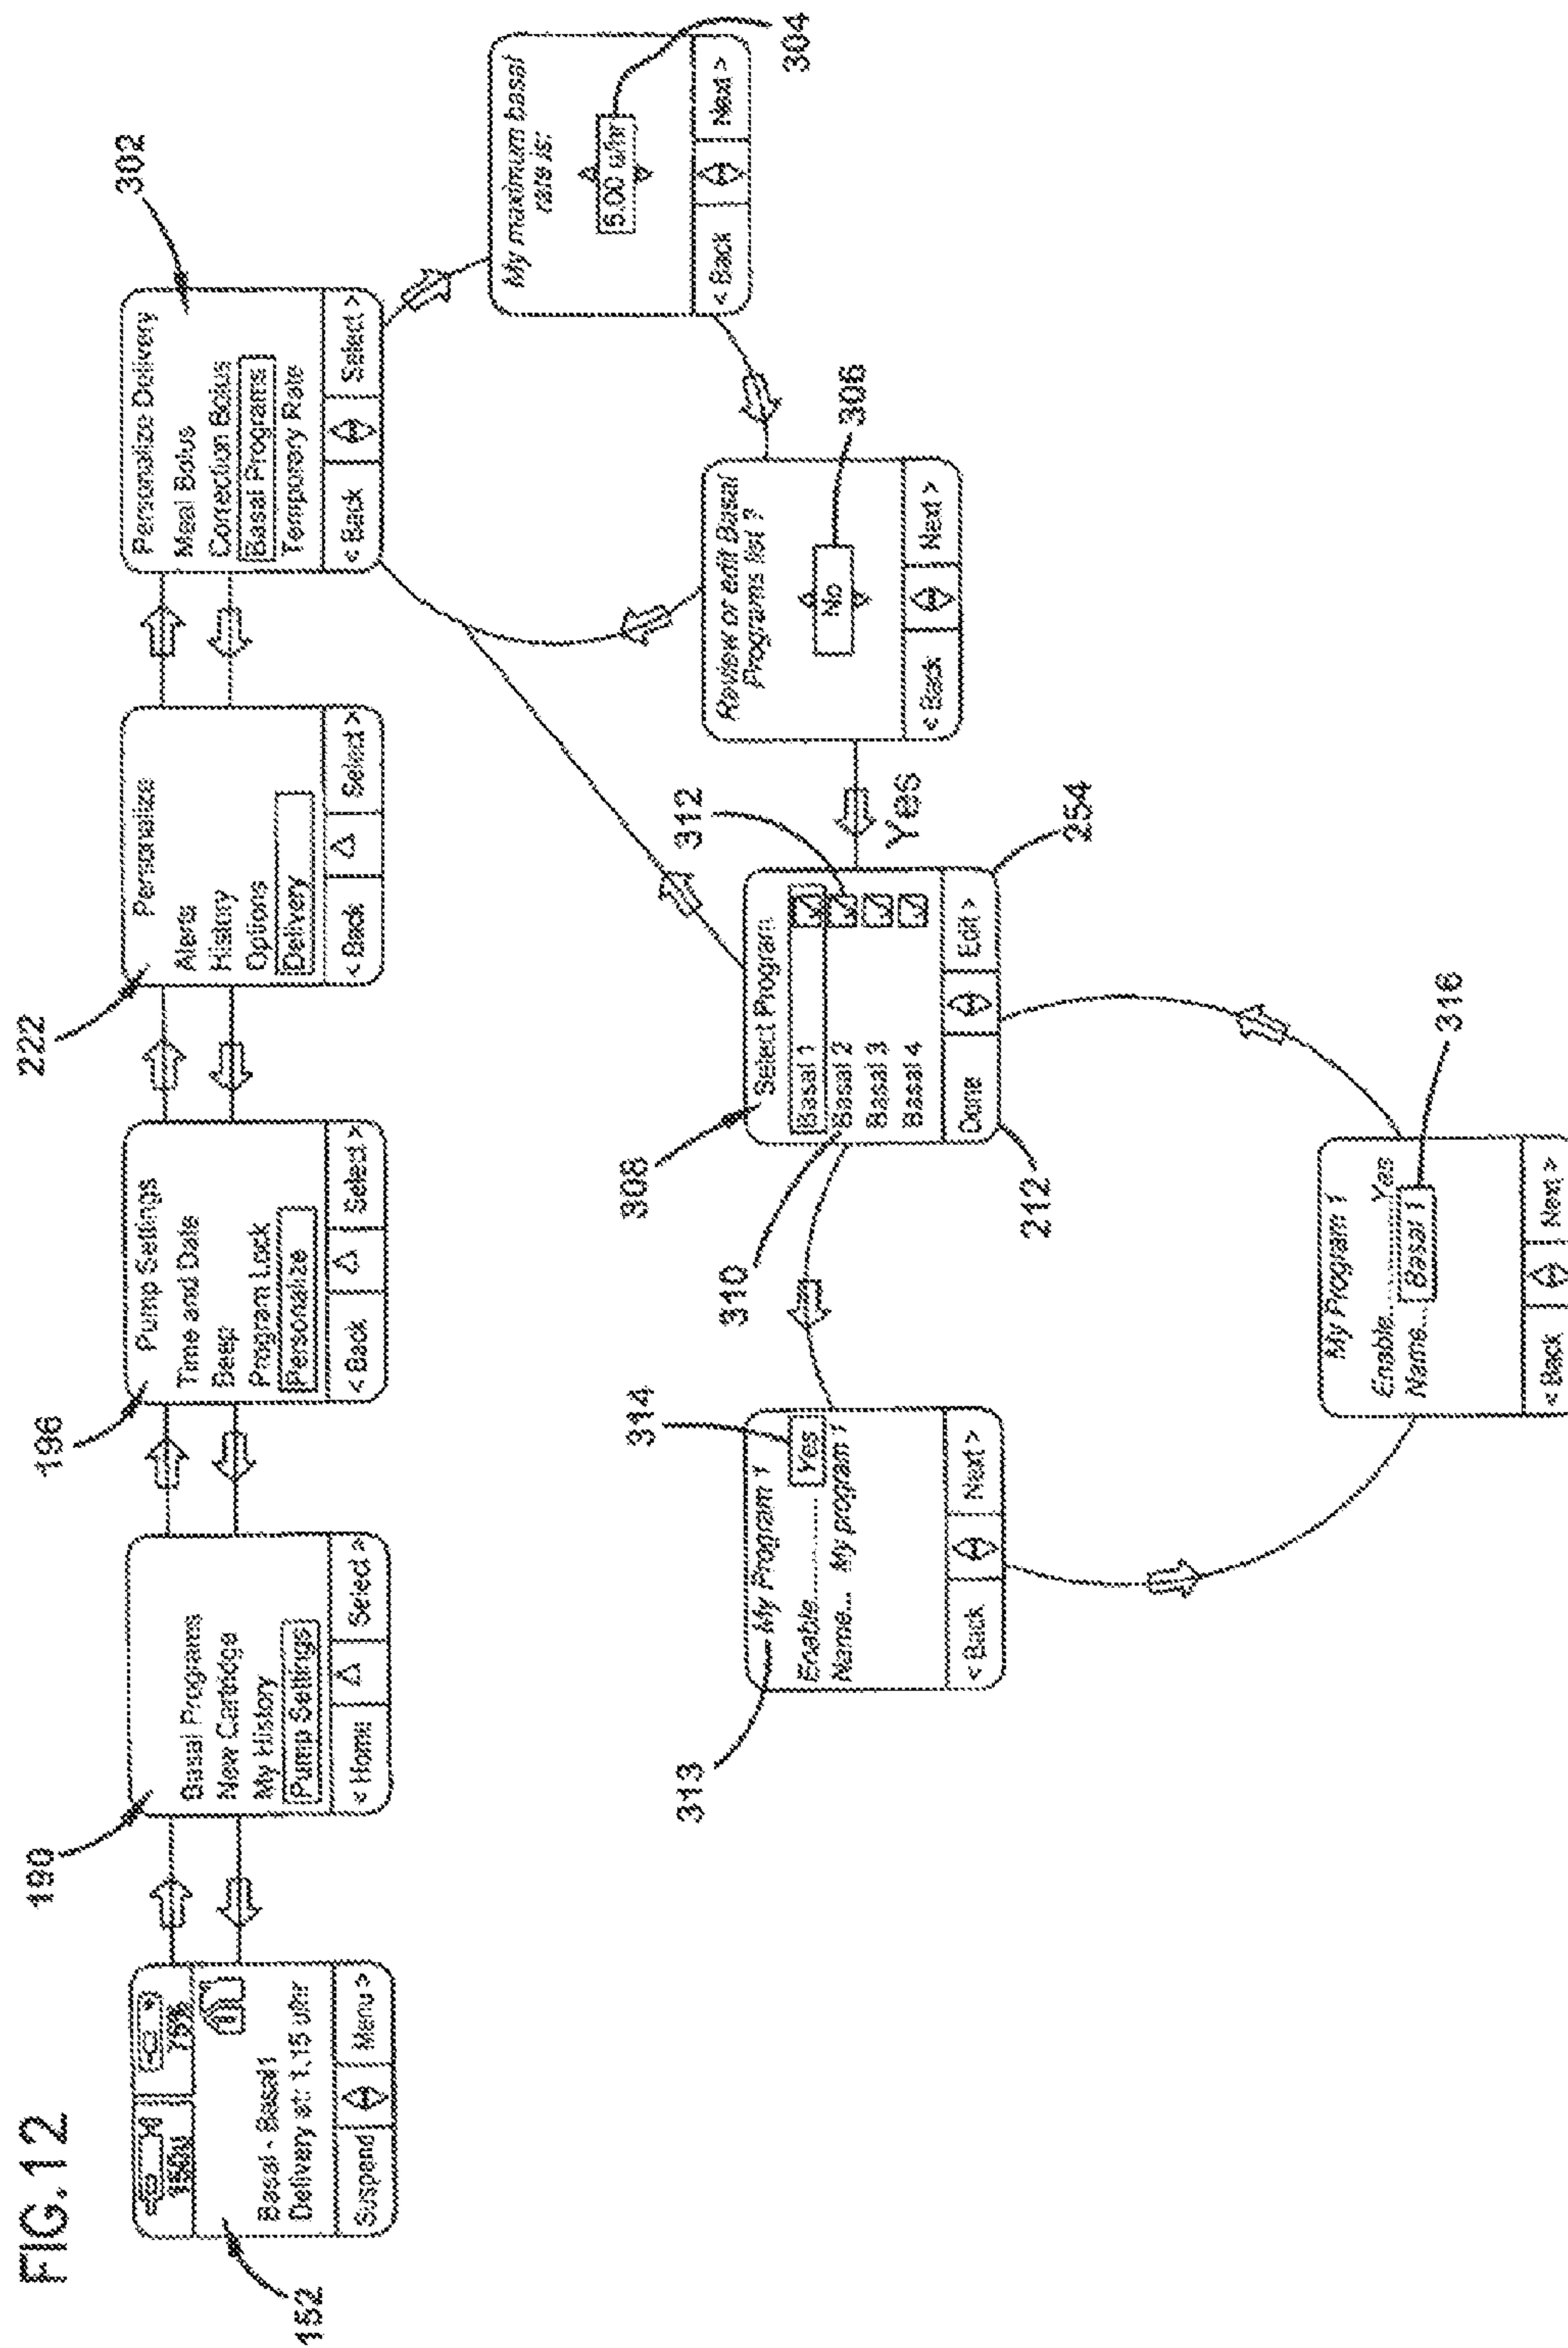 FIG.12
152
150u
75%
Basal - Basal1
Delivery at: 1.15 u/hr
Suspend
Menu >
190
Basal Programs
New Cartridge
My History
Pump Settings
< Home
Select >
196
Pump Settings
Time and Date
Beep
Program Lock
Personalize
< Back
Select >
222
Personalize
Alerts
History
Options
Delivery
< Back
Select >
302
Personalize Delivery
Meal Bolus
Correction Bolus
Basal Programs
Temporary Rate
< Back
Select >
304
My maximum basal
rate is:
5.00 u/hr
< Back
Next >
306
Review or edit Basal
Programs list ?
No
< Back
Next >
Yes
308
310
312
Select Program
Basal 1
Basal 2
Basal 3
Basal 4
Done
Edit >
212
254
313
314
My Program 1
Enable............ Yes
Name... My program 1
< Back
Next >
316
My Program 1
Enable............Yes
Name... Basal 1
< Back
Next >